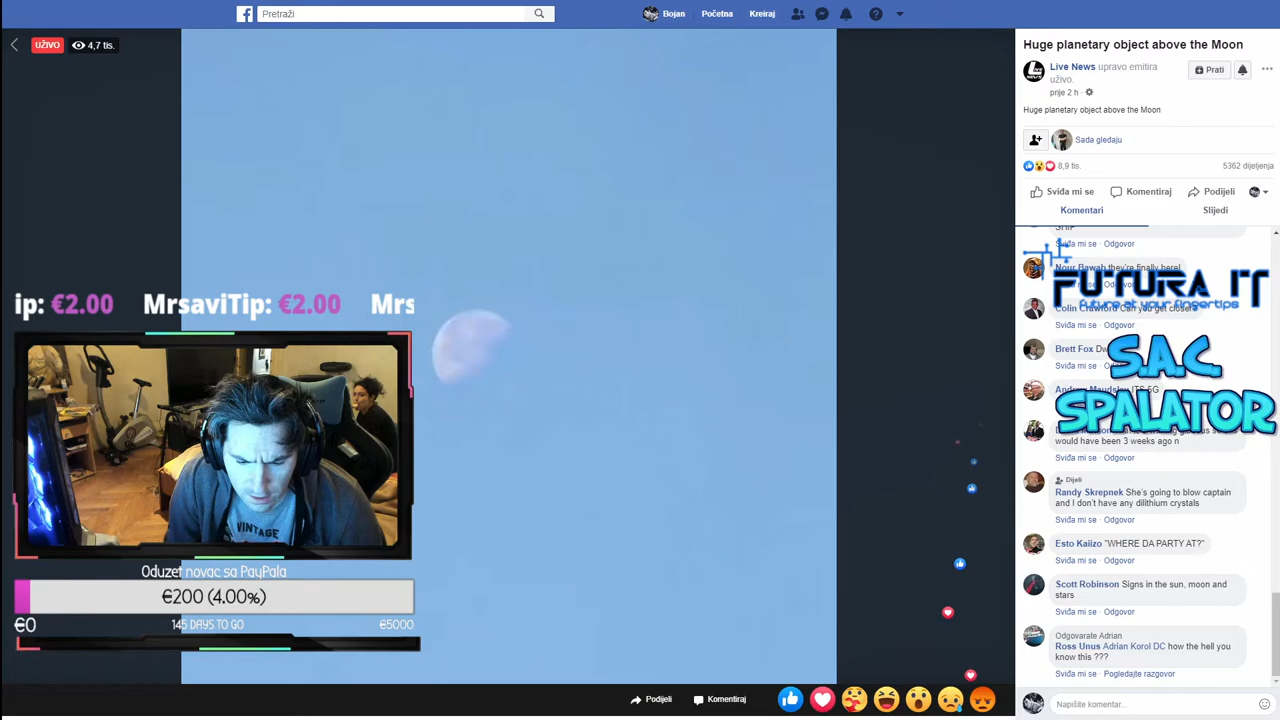 Pretraži
Bojan
Početna
Kreiraj
UŽIVO
4,7 tis.
ip: €2.00 MrsaviTip: €2.00 Mrs
VINTAGE
Oduzet novac sa PayPala
€200 (4.00%)
€0
145 DAYS TO GO
€5000
Podijeli
Komentiraj
Huge planetary object above the Moon
Live News upravo emitira
uživo.
prije 2 h
Prati
Huge planetary object above the Moon
Sada gledaju
8,9 tis.
5362 dijeljenja
Sviđa mi se
Komentiraj
Podijeli
Komentari
Slijedi
SHIP
Sviđa mi se · Odgovor
Nour Bawab they're finally here!
FUTURA IT
future at your fingertips
Colin Crawford Can you get closer
Sviđa mi se · Odgovor
Brett Fox
S.A.C.
Sviđa mi se · Odgovor
Andrew Maudsley ITS 5G
SPALATOR
would have been 3 weeks ago n
Sviđa mi se · Odgovor
Dijeli
Randy Skrepnek She's going to blow captain
and I don't have any dilithium crystals
Sviđa mi se · Odgovor
Esto Kaiizo "WHERE DA PARTY AT?"
Sviđa mi se · Odgovor
Scott Robinson Signs in the sun, moon and
stars
Sviđa mi se · Odgovor
Odgovarate Adrian
Ross Unus Adrian Korol DC how the hell you
know this ???
Sviđa mi se · Pogledajte razgovor
Napišite komentar...